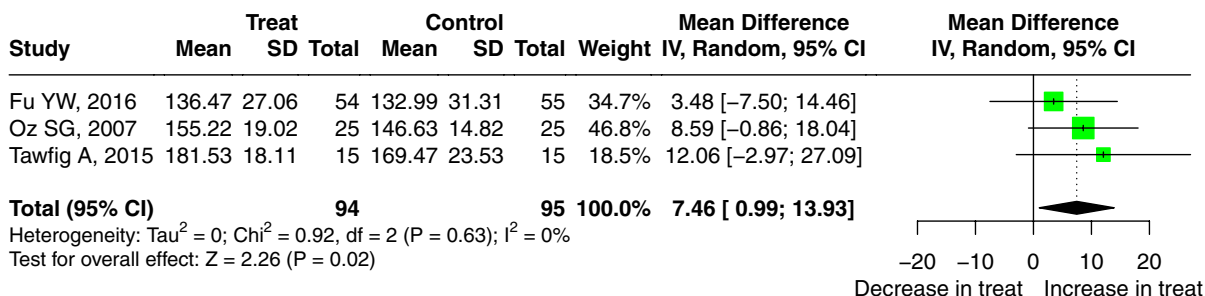 Treat Control Mean Difference Mean Difference
Study Mean SD Total Mean SD Total Weight IV, Random, 95% CI IV, Random, 95% CI
Fu YW, 2016 136.47 27.06 54 132.99 31.31 55 34.7% 3.48 [−7.50; 14.46]
Oz SG, 2007 155.22 19.02 25 146.63 14.82 25 46.8% 8.59 [−0.86; 18.04]
Tawfig A, 2015 181.53 18.11 15 169.47 23.53 15 18.5% 12.06 [−2.97; 27.09]
Total (95% CI) 94 95 100.0% 7.46 [ 0.99; 13.93]
Heterogeneity: Tau² = 0; Chi² = 0.92, df = 2 (P = 0.63); I² = 0%
Test for overall effect: Z = 2.26 (P = 0.02)
−20 −10 0 10 20
Decrease in treat Increase in treat